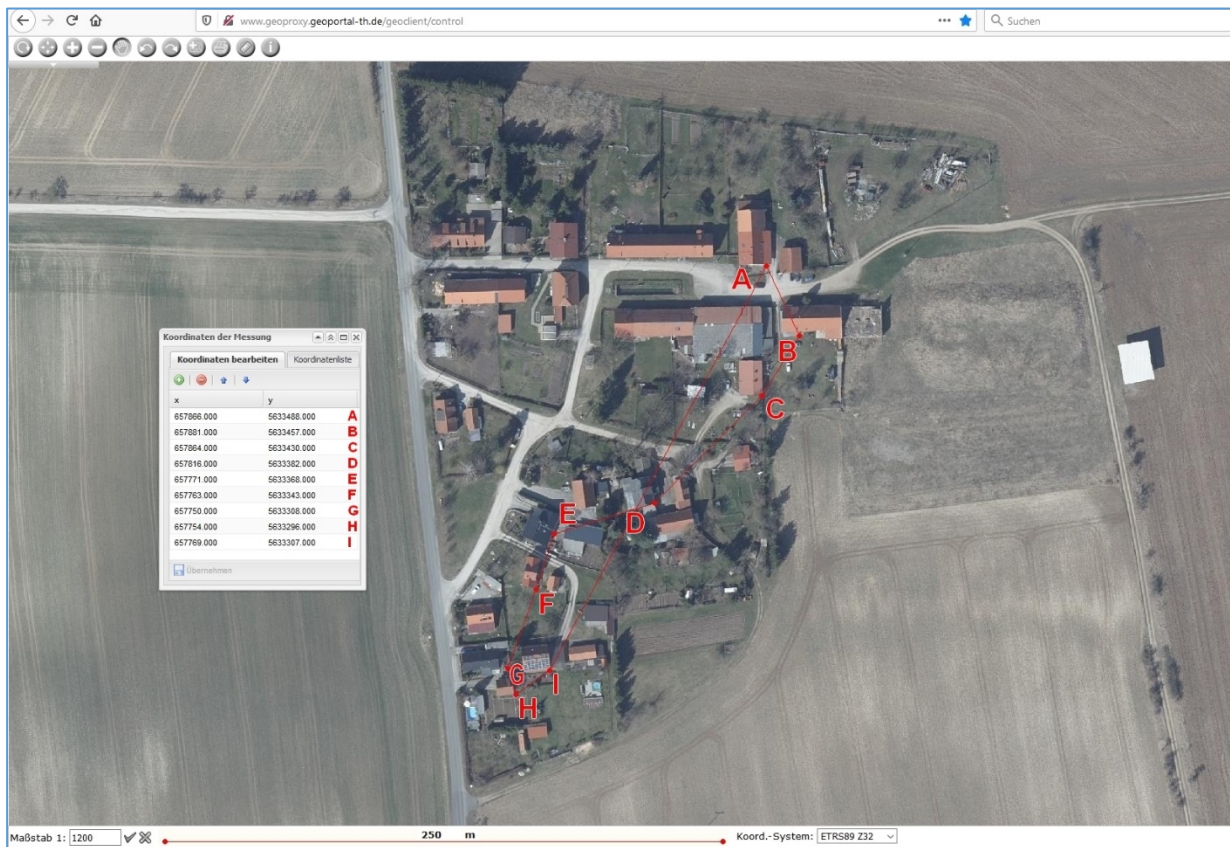 www.geoproxy.geoportal-th.de/geoclient/control
Suchen
A
B
C
D
E
F
G
H
I
Koordinaten der Messung
Koordinaten bearbeiten Koordinatenliste
x y
657866.000 5633488.000 A
657881.000 5633457.000 B
657864.000 5633430.000 C
657816.000 5633382.000 D
657771.000 5633368.000 E
657763.000 5633343.000 F
657750.000 5633308.000 G
657754.000 5633296.000 H
657769.000 5633307.000 I
Übernehmen
Maßstab 1: 1200 250 m Koord.-System: ETRS89 Z32